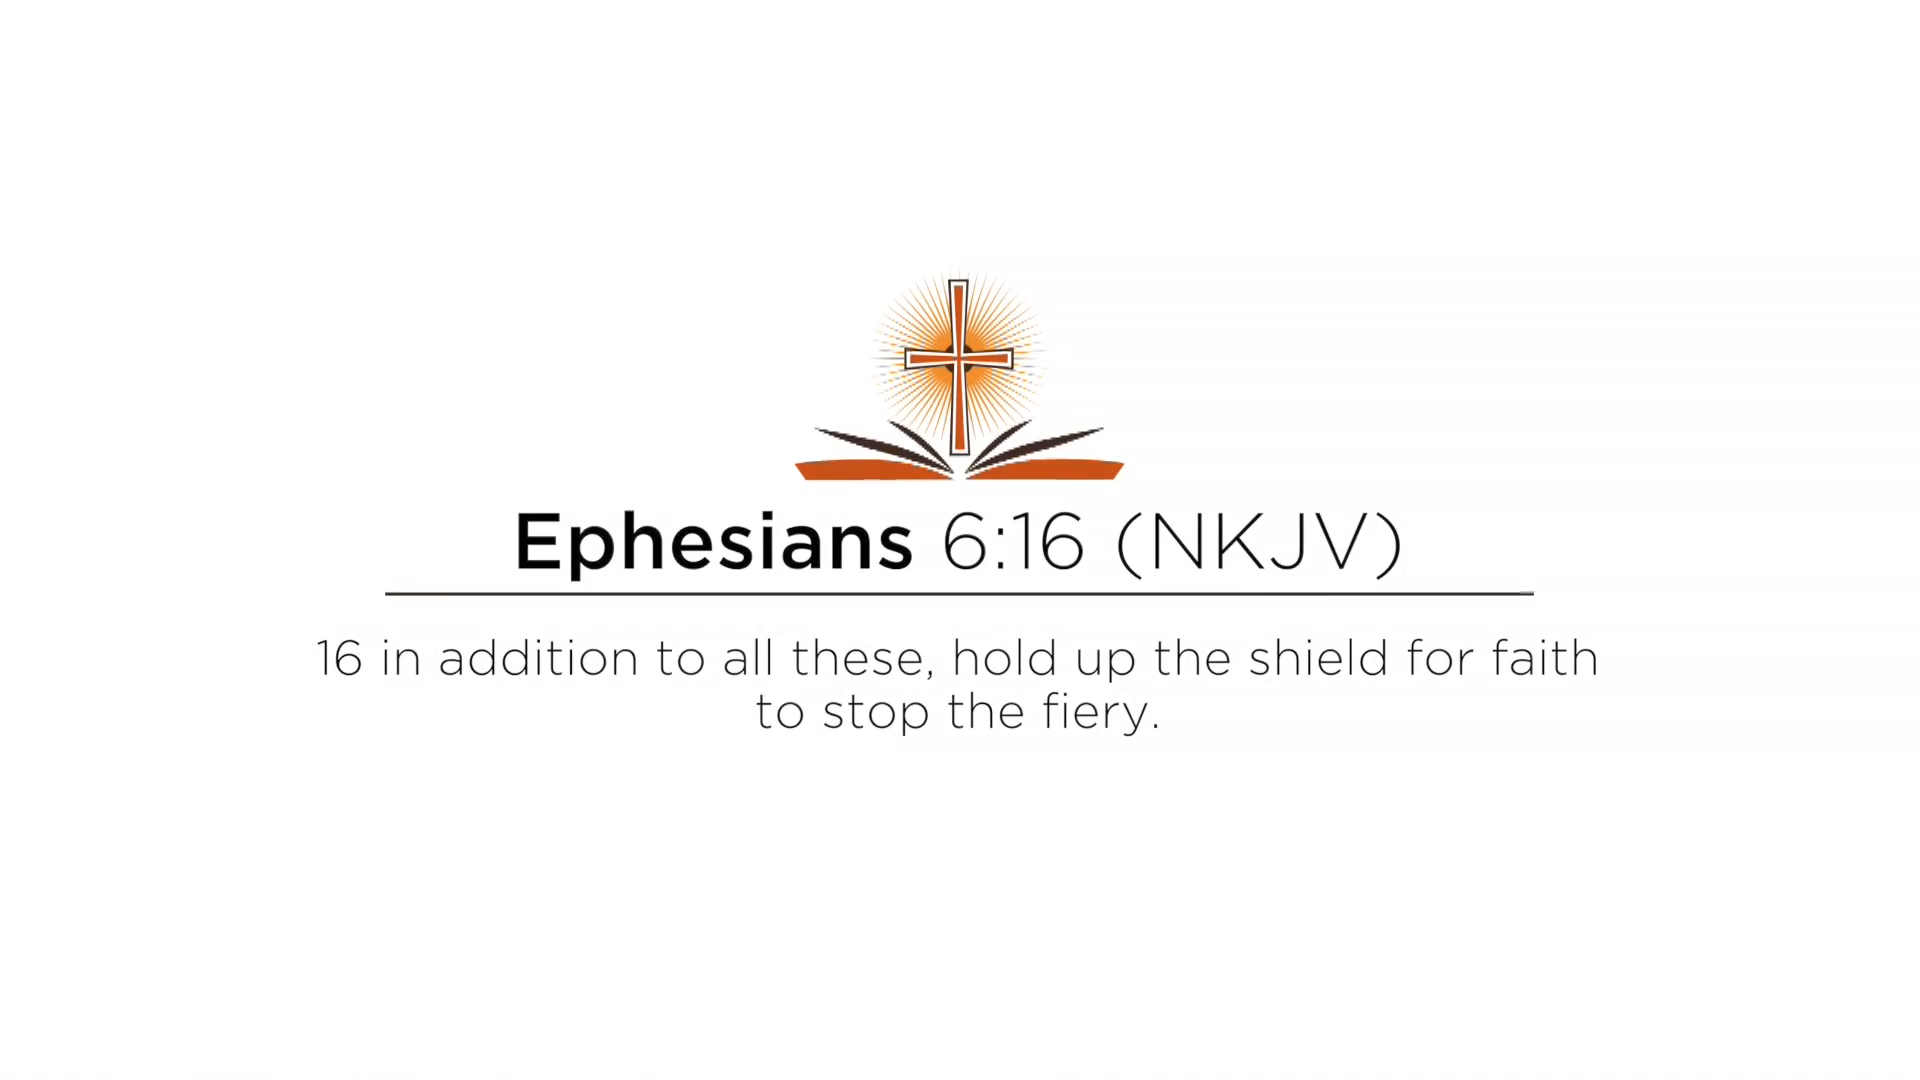 Ephesians 6:16 (NKJV)
16 in addition to all these, hold up the shield for faith
to stop the fiery.